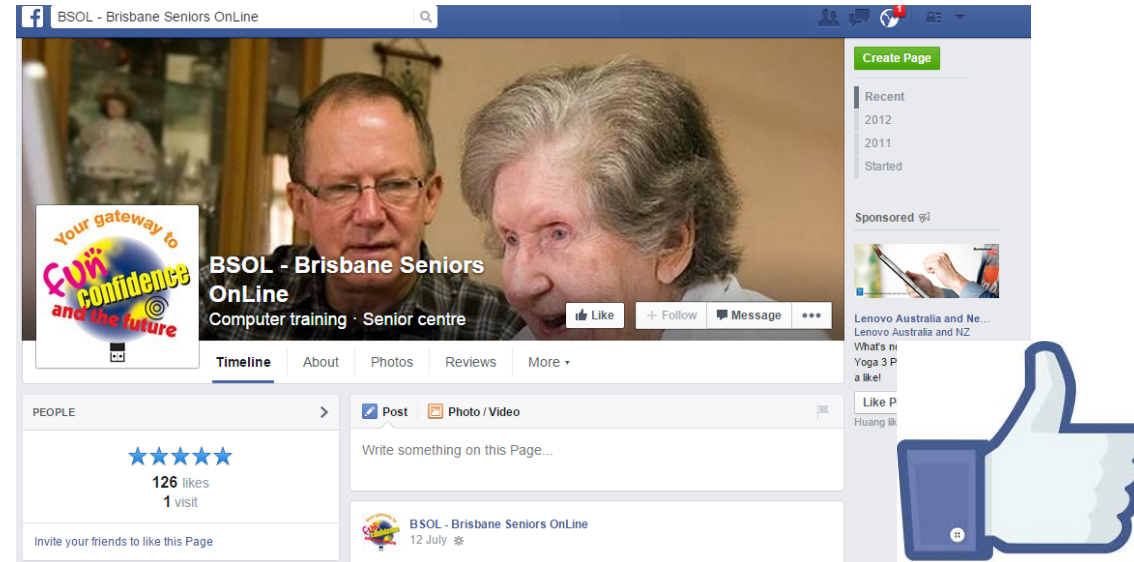 BSOL - Brisbane Seniors OnLine
1
Create Page
Recent
2012
2011
Started
Your gateway to
fun
confidence
and the future
BSOL - Brisbane Seniors
OnLine
Computer training · Senior centre
Like
+ Follow
Message
Timeline
About
Photos
Reviews
More
Sponsored
Lenovo Australia and Ne...
Lenovo Australia and NZ
What's n
Yoga 3 P
a like!
Like P
Huang lik
PEOPLE
126 likes
1 visit
Invite your friends to like this Page
Post
Photo / Video
Write something on this Page...
BSOL - Brisbane Seniors OnLine
12 July